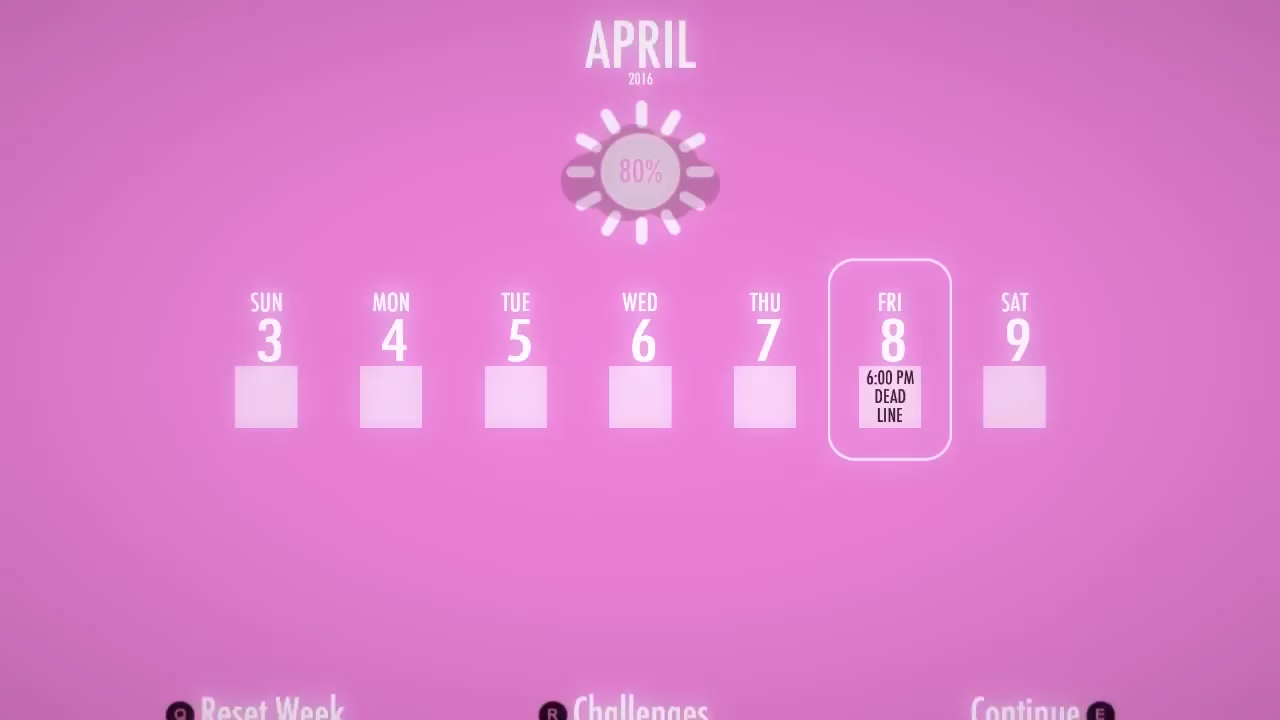 APRIL
2016
80%
SUN MON TUE WED THU FRI SAT
3 4 5 6 7 8 9
6:00 PM
DEAD
LINE
Q Reset Week R Challenges Continue E